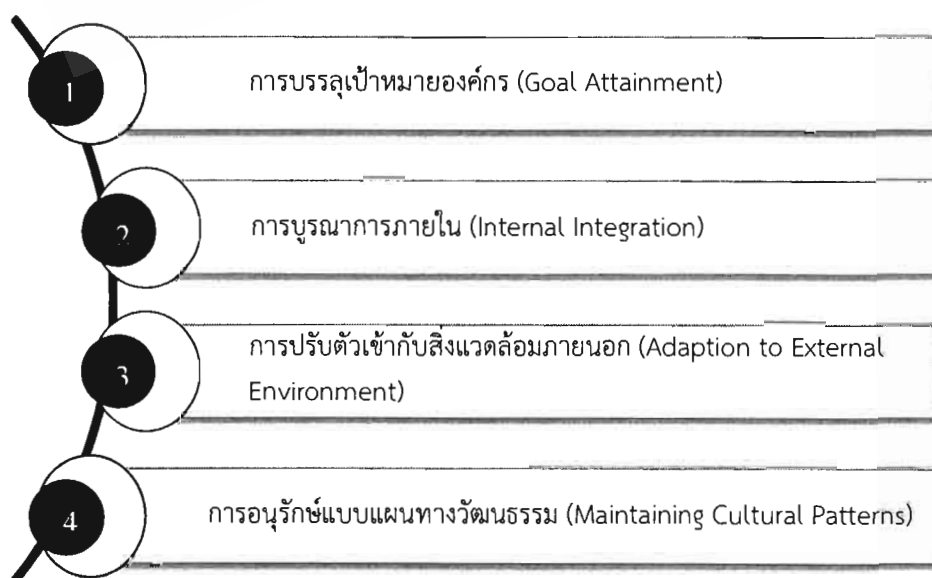 1
การบรรลุเป้าหมายองค์กร (Goal Attainment)
2
การบูรณาการภายใน (Internal Integration)
3
การปรับตัวเข้ากับสิ่งแวดล้อมภายนอก (Adaption to External
Environment)
4
การอนุรักษ์แบบแผนทางวัฒนธรรม (Maintaining Cultural Patterns)